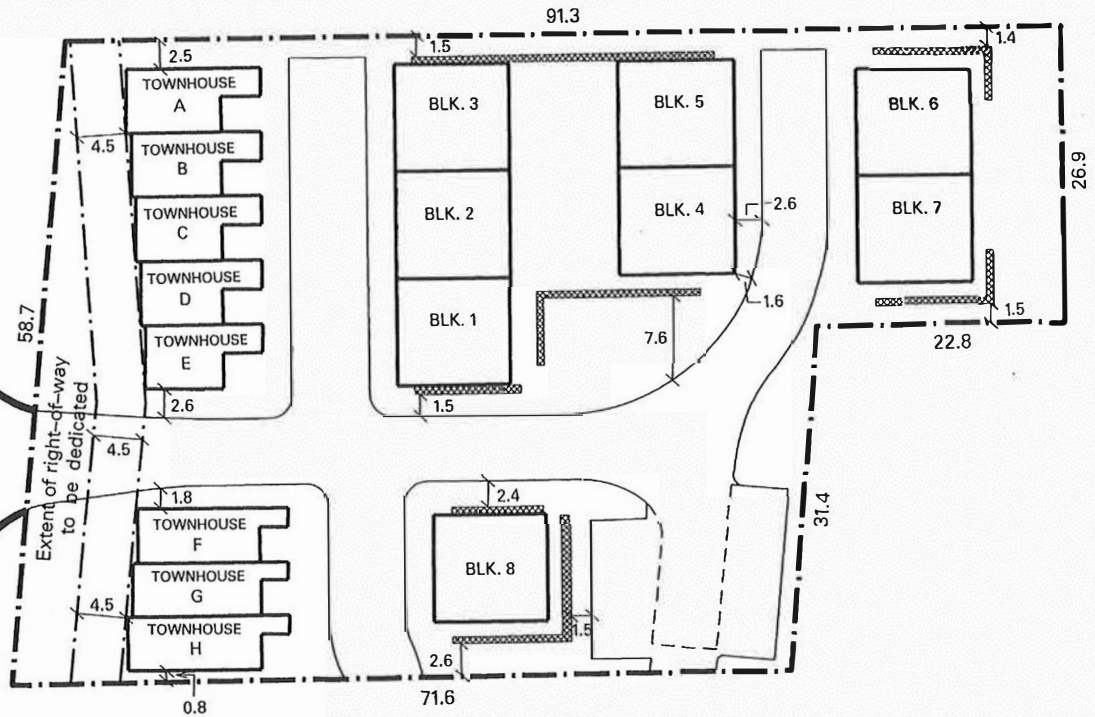 91.3
2.5
1.5
1.4
TOWNHOUSE
A
BLK. 3
BLK. 5
BLK. 6
4.5
TOWNHOUSE
B
26.9
TOWNHOUSE
C
BLK. 2
BLK. 4
2.6
BLK. 7
TOWNHOUSE
D
1.6
58.7
TOWNHOUSE
E
BLK. 1
7.6
1.5
22.8
2.6
1.5
Extent of right-of-way
to be dedicated
4.5
1.8
2.4
31.4
TOWNHOUSE
F
BLK. 8
TOWNHOUSE
G
4.5
TOWNHOUSE
H
1.5
2.6
0.8
71.6